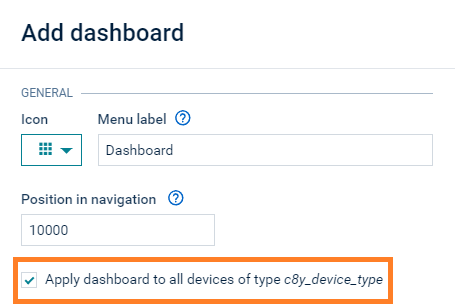 Add dashboard
GENERAL
Icon
Menu label
Dashboard
Position in navigation
10000
Apply dashboard to all devices of type c8y_device_type